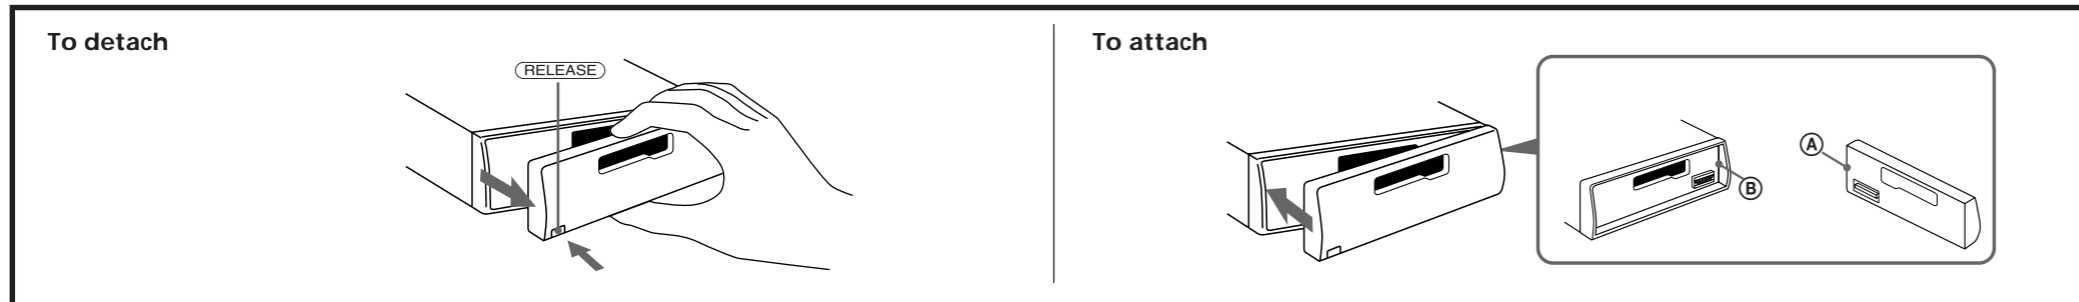 To detach
RELEASE
To attach
A
B